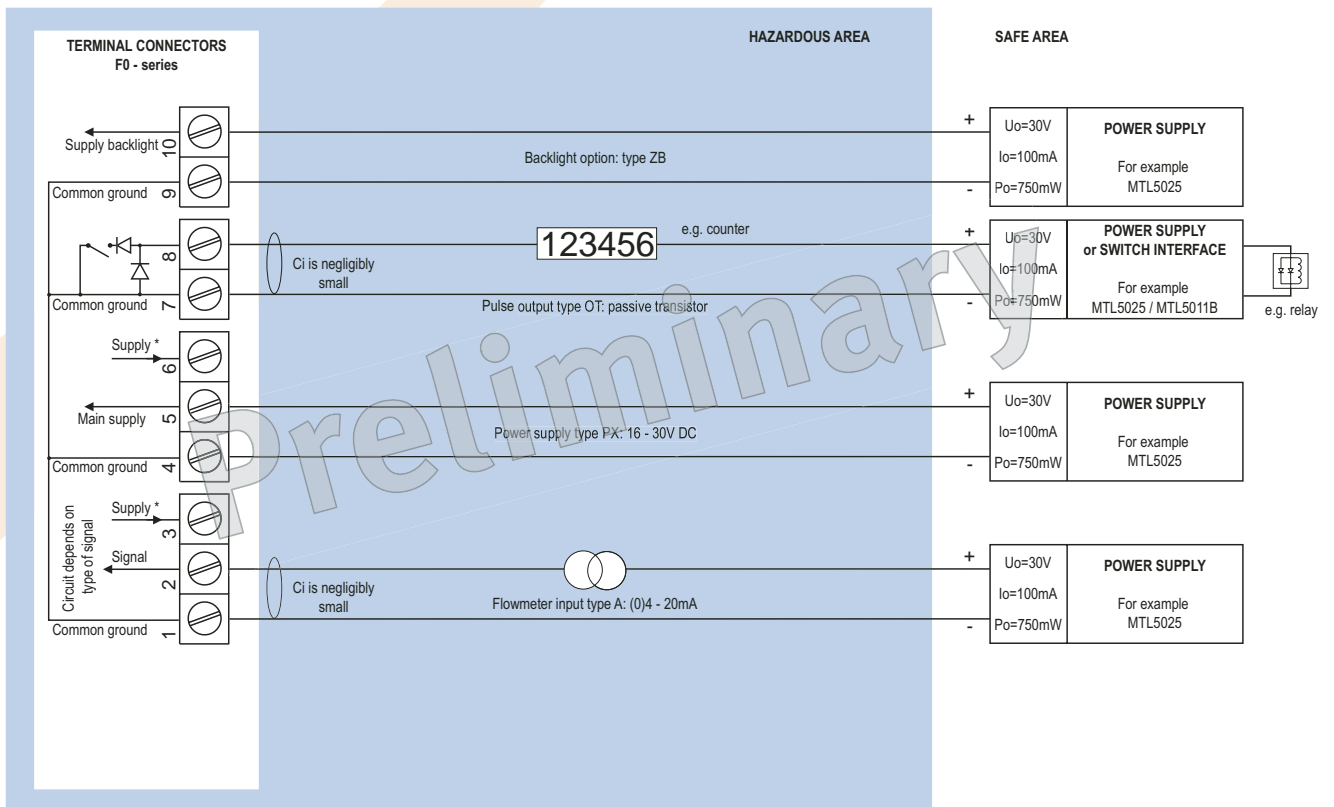 TERMINAL CONNECTORS
F0 - series
HAZARDOUS AREA
SAFE AREA
Supply backlight
10
Common ground
9
Backlight option: type ZB
+
-
Uo=30V
Io=100mA
Po=750mW
POWER SUPPLY
For example
MTL5025
8
Common ground
7
Ci is negligibly
small
123456
e.g. counter
Pulse output type OT: passive transistor
+
-
Uo=30V
Io=100mA
Po=750mW
POWER SUPPLY
or SWITCH INTERFACE
For example
MTL5025 / MTL5011B
e.g. relay
Supply *
6
Main supply
5
Common ground
4
Power supply type PX: 16 - 30V DC
+
-
Uo=30V
Io=100mA
Po=750mW
POWER SUPPLY
For example
MTL5025
Circuit depends on
type of signal
Supply *
3
Signal
2
Common ground
1
Ci is negligibly
small
Flowmeter input type A: (0)4 - 20mA
+
-
Uo=30V
Io=100mA
Po=750mW
POWER SUPPLY
For example
MTL5025
Preliminary